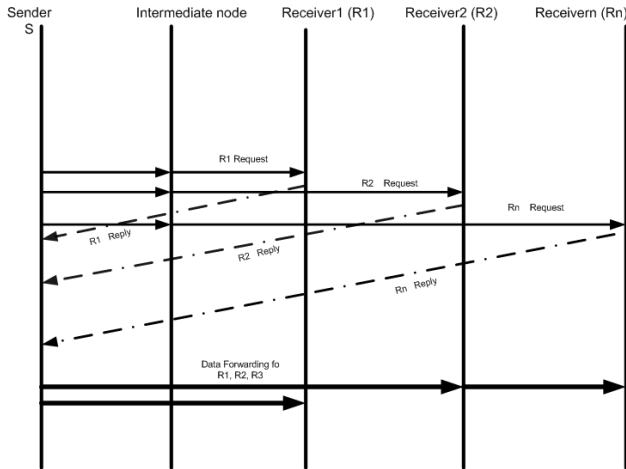 Sender
S
Intermediate node
Receiver1 (R1)
Receiver2 (R2)
Receivern (Rn)
R1 Request
R2 Request
Rn Request
R1 Reply
R2 Reply
Rn Reply
Data Forwarding fo
R1, R2, R3